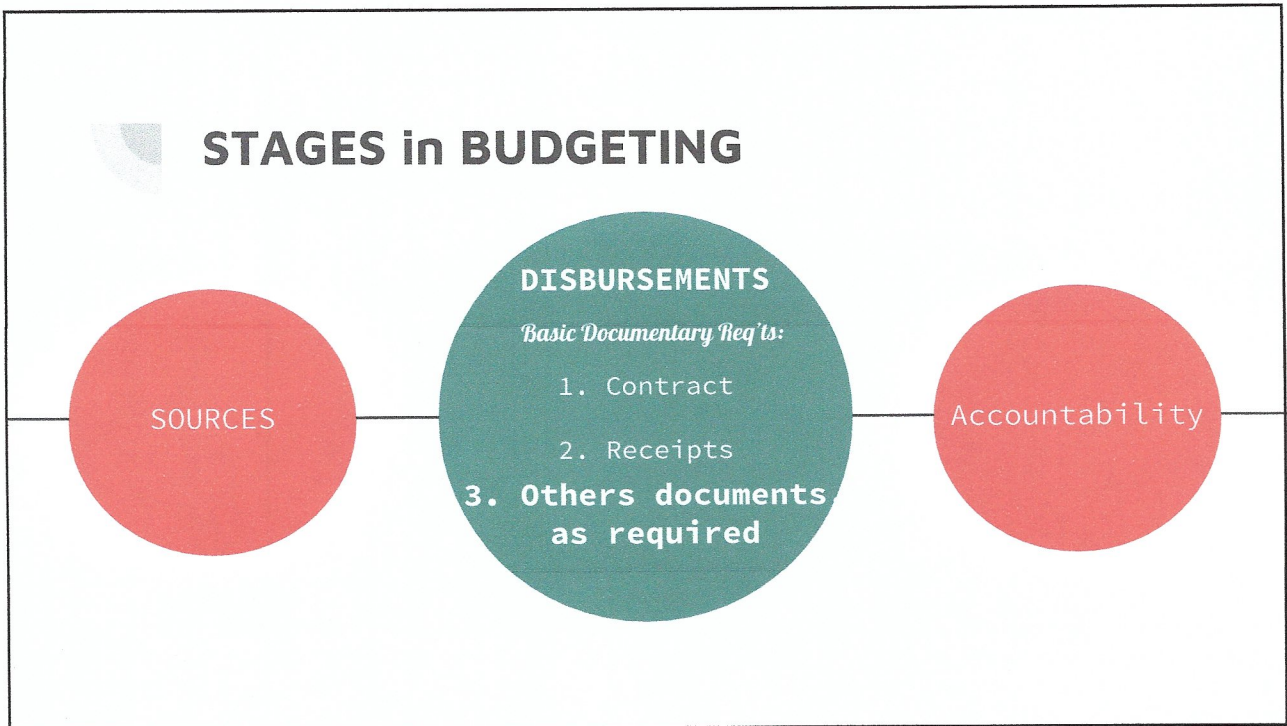 STAGES in BUDGETING
SOURCES
DISBURSEMENTS
Basic Documentary Req'ts:
1. Contract
2. Receipts
3. Others documents,
as required
Accountability